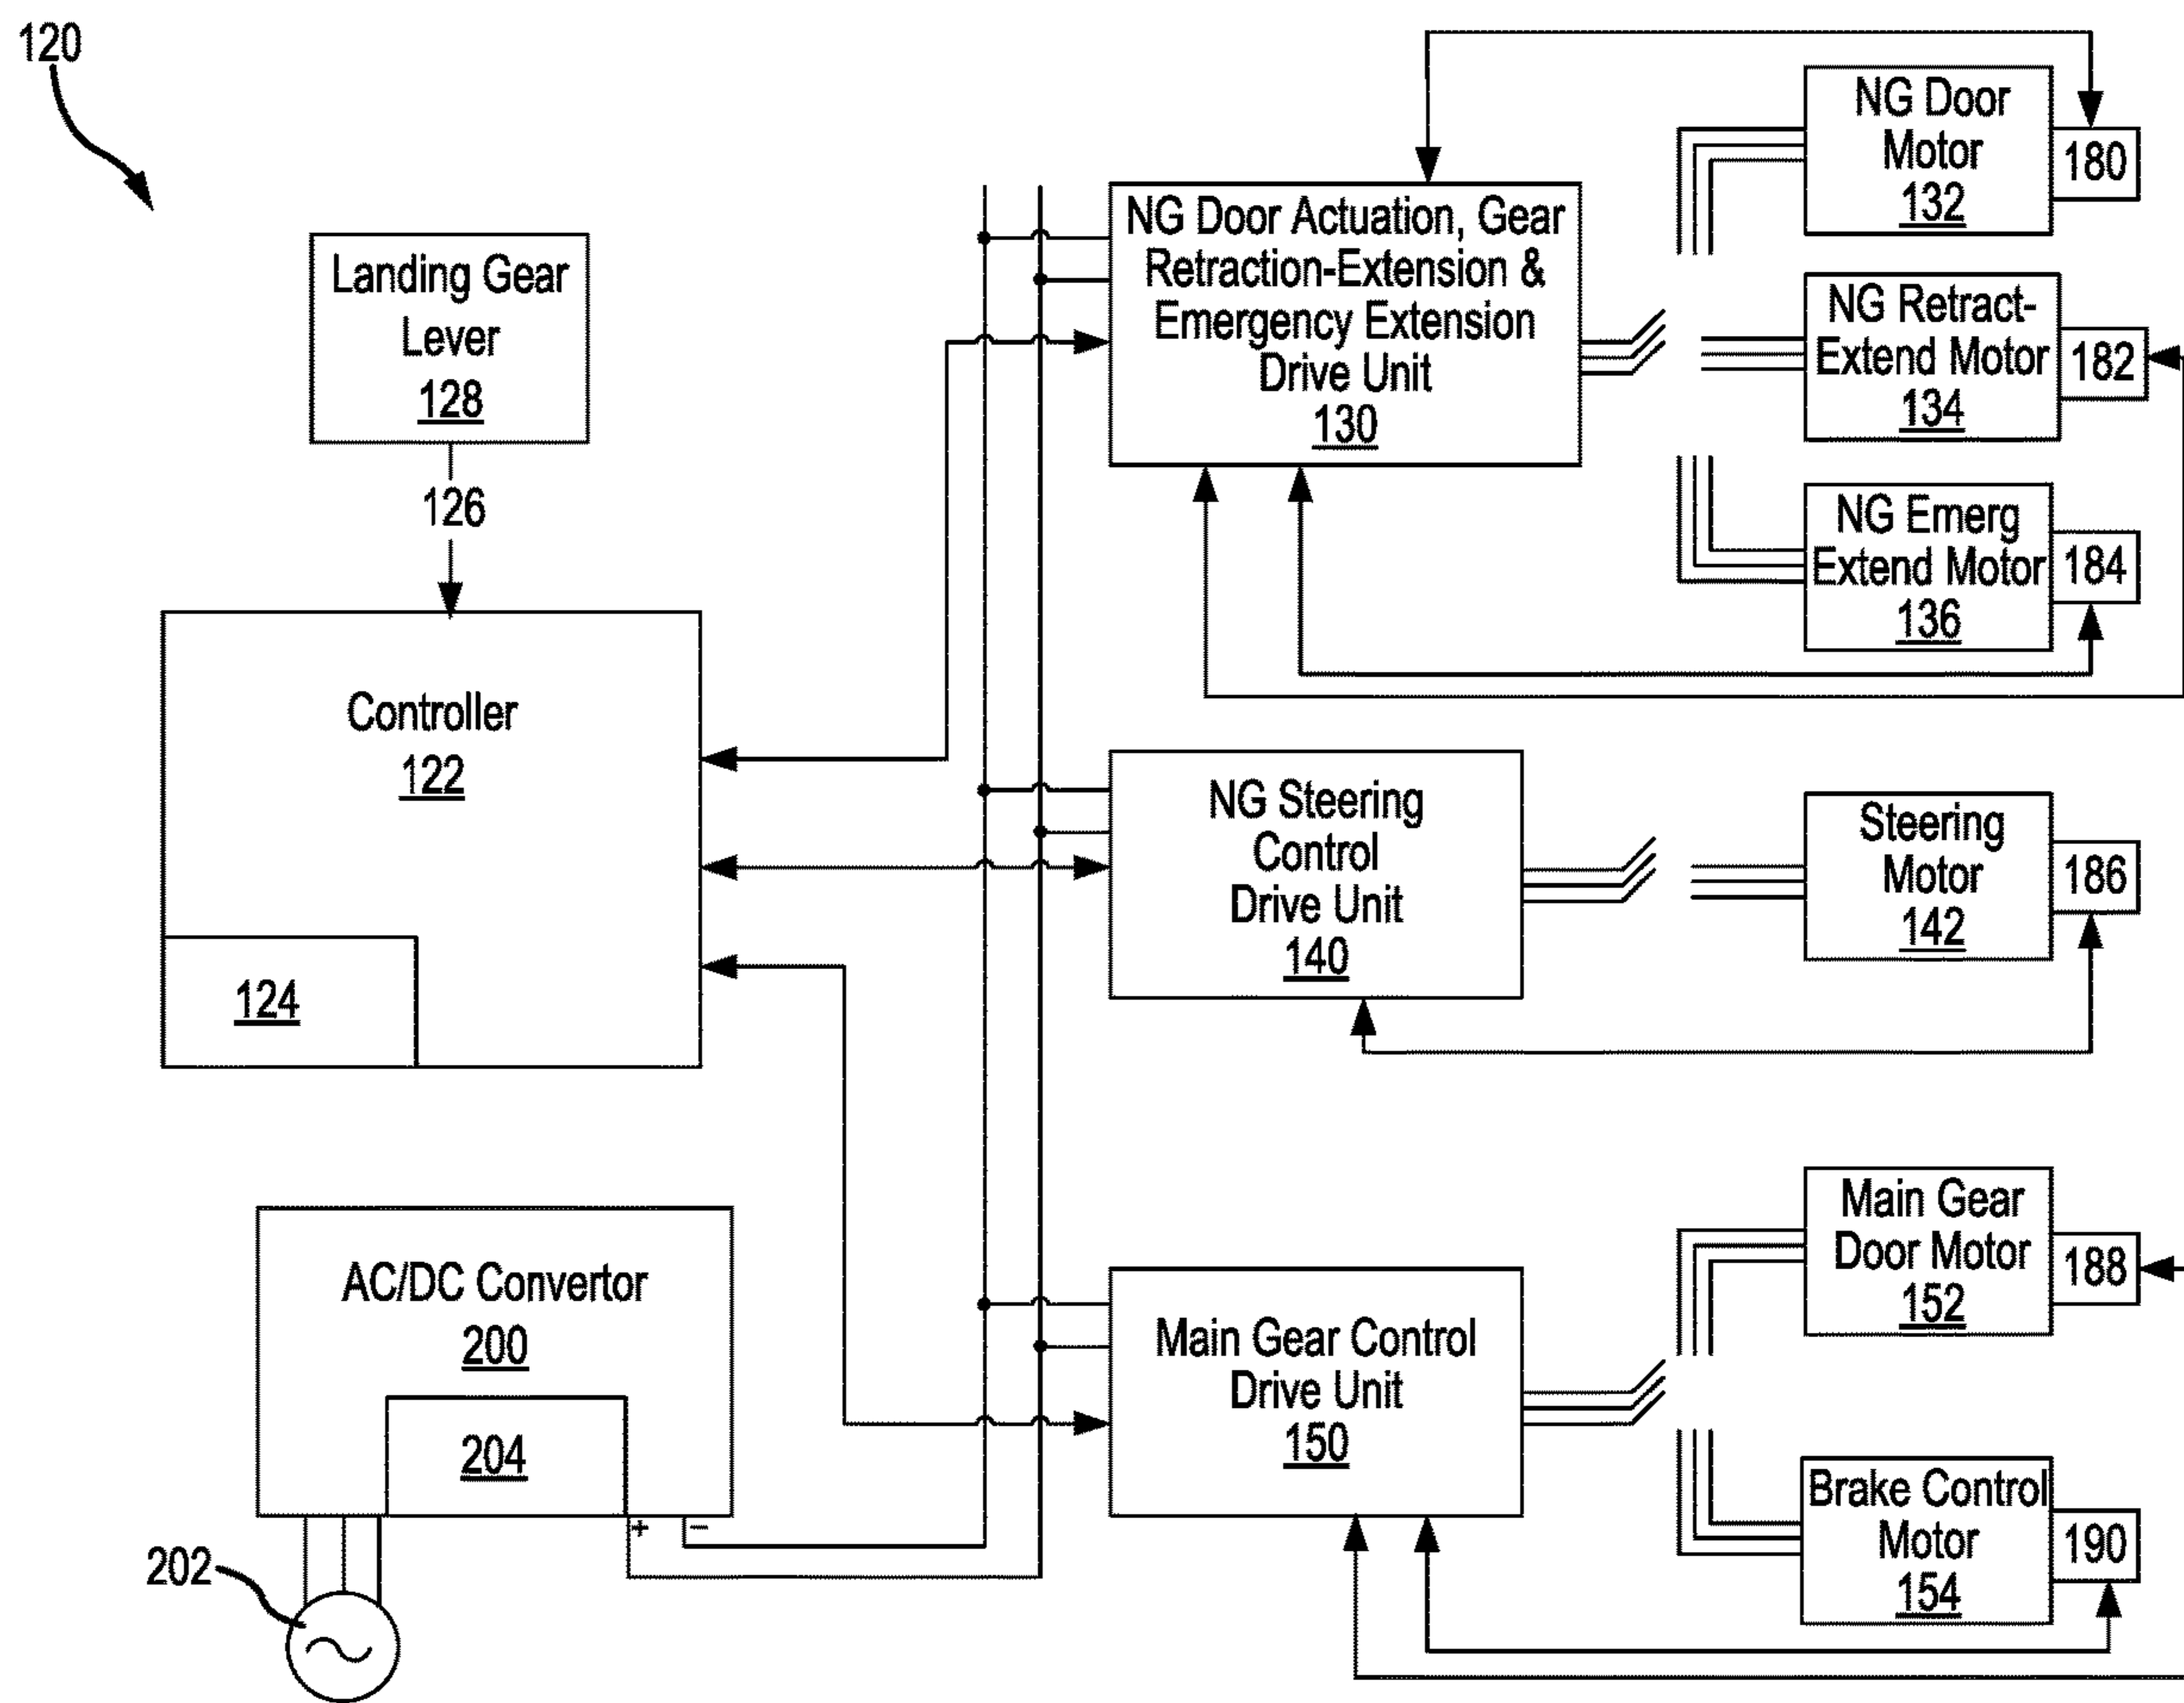 120
Landing Gear
Lever
128
126
Controller
122
124
AC/DC Convertor
200
204
+
−
202
NG Door Actuation, Gear
Retraction-Extension &
Emergency Extension
Drive Unit
130
NG Door
Motor
132
180
NG Retract-
Extend Motor
134
182
NG Emerg
Extend Motor
136
184
NG Steering
Control
Drive Unit
140
Steering
Motor
142
186
Main Gear Control
Drive Unit
150
Main Gear
Door Motor
152
188
Brake Control
Motor
154
190